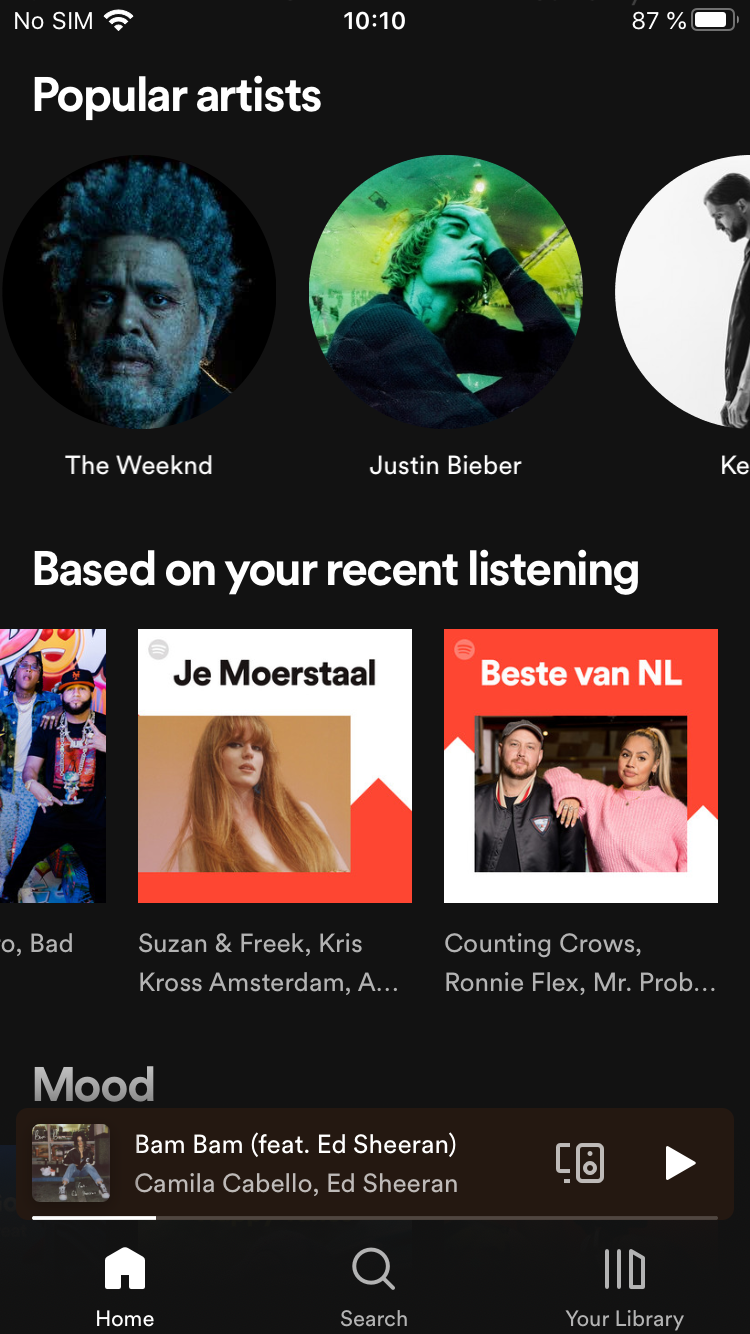 No SIM 10:10 87 %
Popular artists
The Weeknd Justin Bieber Ke
Based on your recent listening
Je Moerstaal
Beste van NL
o, Bad
Suzan & Freek, Kris
Kross Amsterdam, A...
Counting Crows,
Ronnie Flex, Mr. Prob...
Mood
Bam Bam (feat. Ed Sheeran)
Camila Cabello, Ed Sheeran
Home Search Your Library